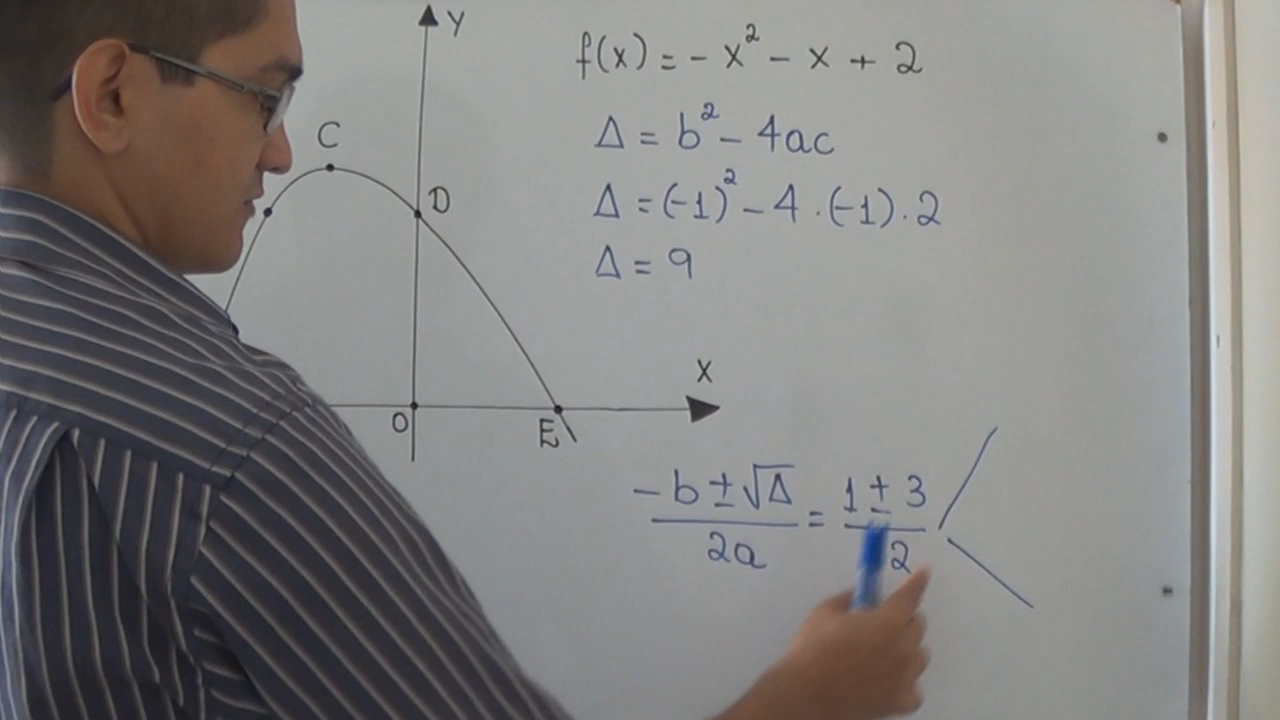 Y
f(x) = - x² - x + 2
C
Δ = b² - 4ac
D
Δ = (-1)² - 4 . (-1) . 2
Δ = 9
X
O
E
-b ± √Δ / 2a = 1 ± 3 / 2